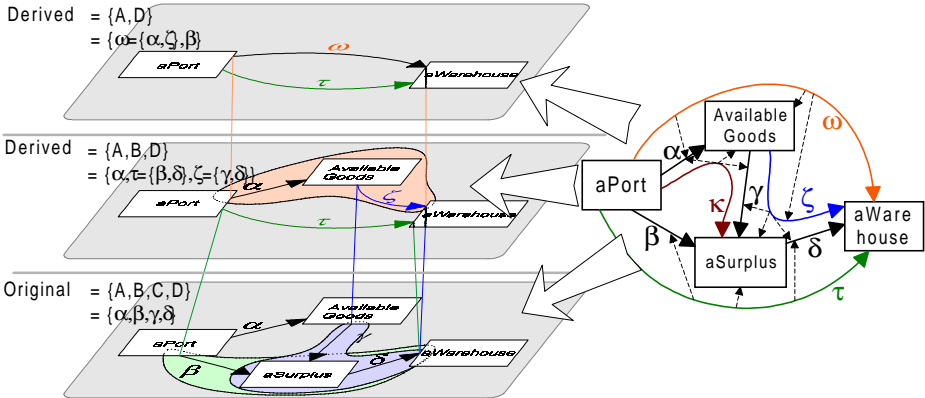 Derived = {A,D}
= {ω={α,ζ},β}
aPort
ω
τ
aWarehouse
Derived = {A,B,D}
= {α,τ={β,δ},ζ={γ,δ}}
aPort
α
Available
Goods
ζ
τ
aWarehouse
Original = {A,B,C,D}
= {α,β,γ,δ}
aPort
α
Available
Goods
γ
β
aSurplus
δ
aWarehouse
Available
Goods
ω
α
aPort
κ
γ
ζ
aWare
house
β
aSurplus
δ
τ